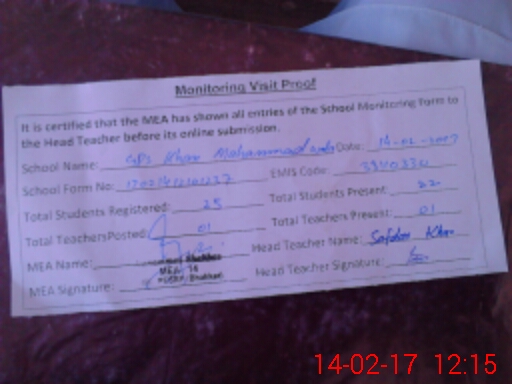 Monitoring Visit Proof
It is certified that the MEA has shown all entries of the School Monitoring Form to
the Head Teacher before its online submission.
School Name: GPS Khan Mohammad Date: 14-02-2017
School Form No: EMIS Code:
Total Students Registered: 25 Total Students Present: 22
Total TeachersPosted: 01 Total Teachers Present: 01
MEA Name: Head Teacher Name: Safdar Khan
MEA Signature: Head Teacher Signature:
14-02-17 12:15